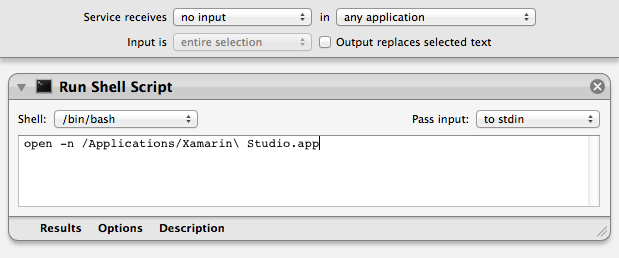 Service receives no input in any application
Input is entire selection Output replaces selected text
Run Shell Script
Shell: /bin/bash Pass input: to stdin
open -n /Applications/Xamarin\ Studio.app
Results Options Description